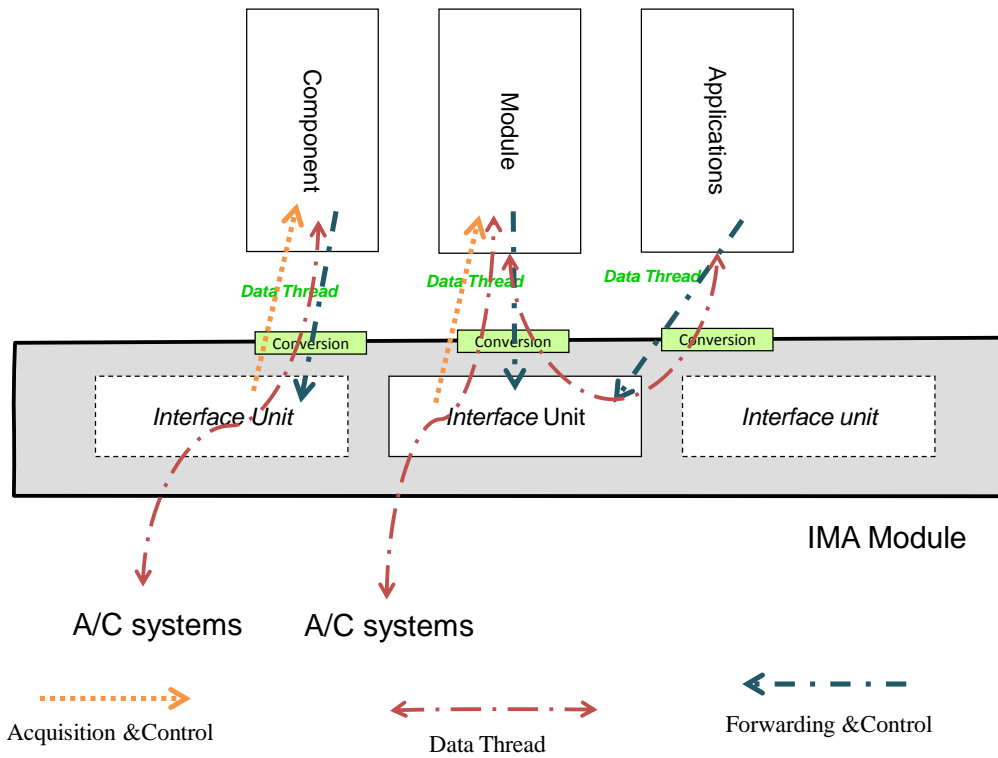 Component
Module
Applications
Data Thread
Data Thread
Data Thread
Conversion
Conversion
Conversion
Interface Unit
Interface Unit
Interface unit
IMA Module
A/C systems
A/C systems
Acquisition &Control
Data Thread
Forwarding &Control